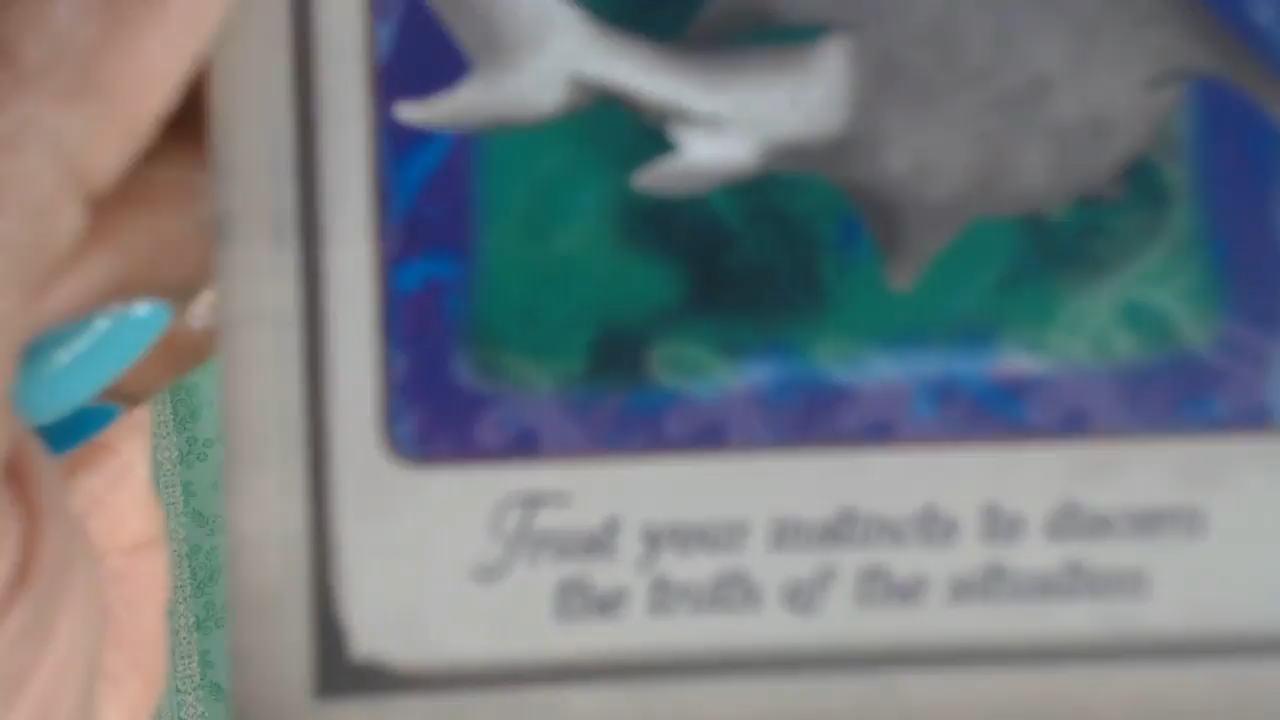 Trust your instincts to discern
the truth of the situation.